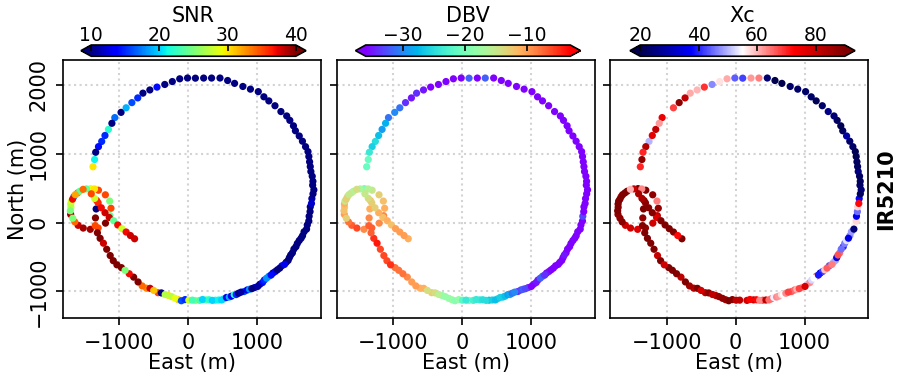 SNR DBV Xc
10 20 30 40 −30 −20 −10 20 40 60 80
2000
1000
0
−1000
North (m)
−1000 0 1000 −1000 0 1000 −1000 0 1000
East (m) East (m) East (m)
IR5210